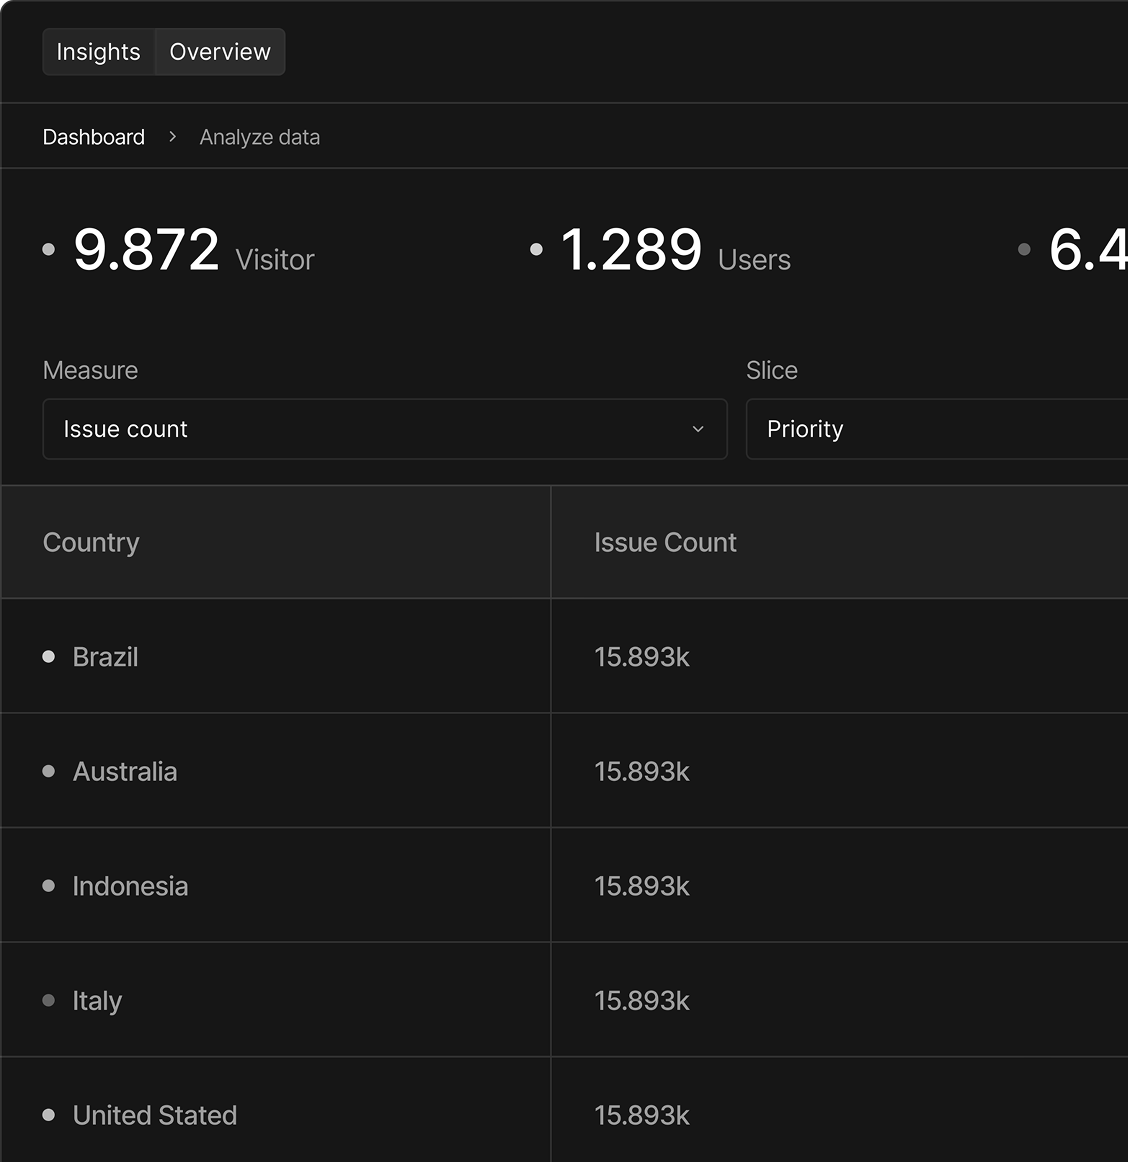 Insights Overview
Dashboard > Analyze data
9.872 Visitor 1.289 Users 6.4
Measure Slice
Issue count Priority
Country Issue Count
Brazil 15.893k
Australia 15.893k
Indonesia 15.893k
Italy 15.893k
United Stated 15.893k